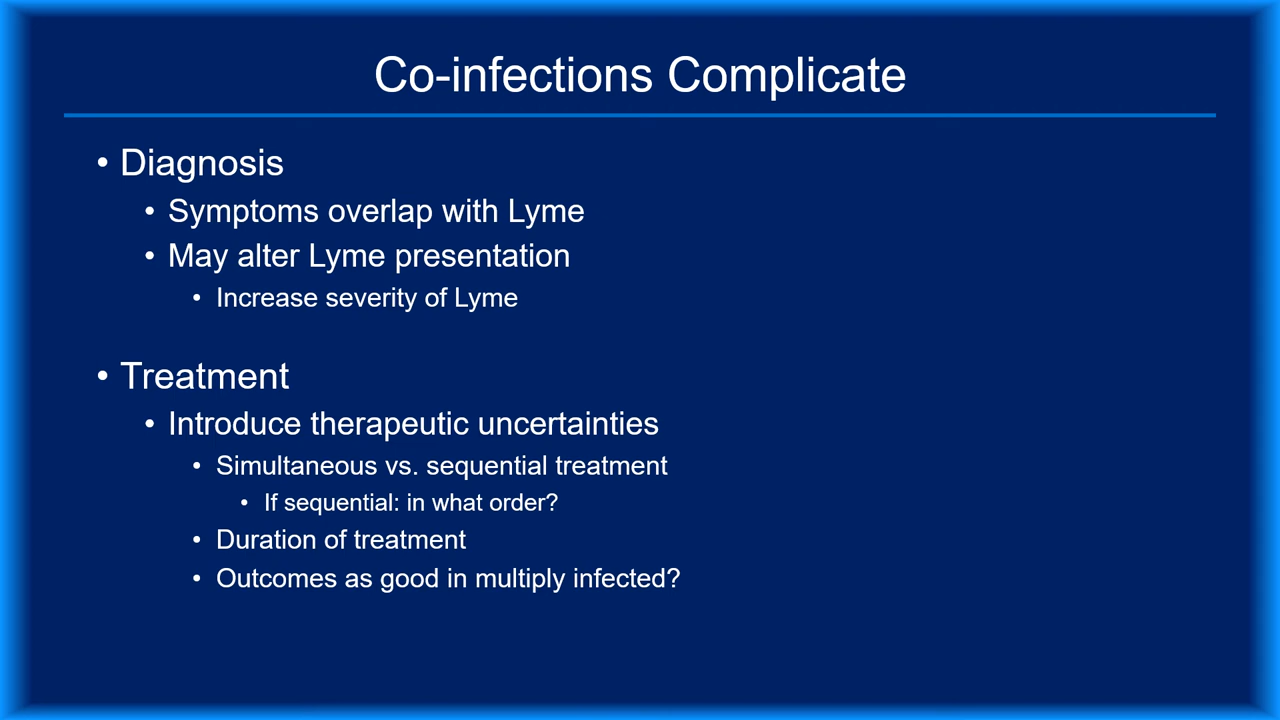 Co-infections Complicate
• Diagnosis
• Symptoms overlap with Lyme
• May alter Lyme presentation
• Increase severity of Lyme
• Treatment
• Introduce therapeutic uncertainties
• Simultaneous vs. sequential treatment
• If sequential: in what order?
• Duration of treatment
• Outcomes as good in multiply infected?